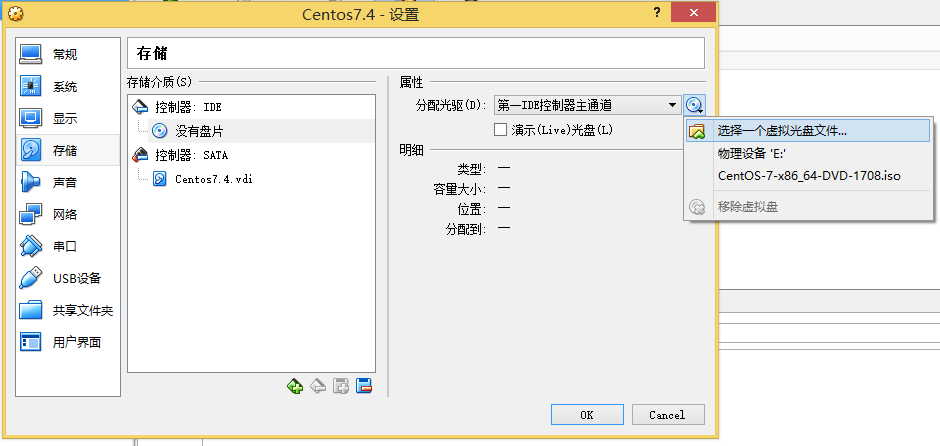 Centos7.4 - 设置
?
常规
系统
显示
存储
声音
网络
串口
USB设备
共享文件夹
用户界面
存储
存储介质(S)
控制器: IDE
没有盘片
控制器: SATA
Centos7.4.vdi
属性
分配光驱(D): 第一IDE控制器主通道
演示(Live)光盘(L)
明细
类型: —
容量大小: —
位置: —
分配到: —
选择一个虚拟光盘文件...
物理设备 'E:'
CentOS-7-x86_64-DVD-1708.iso
移除虚拟盘
OK
Cancel